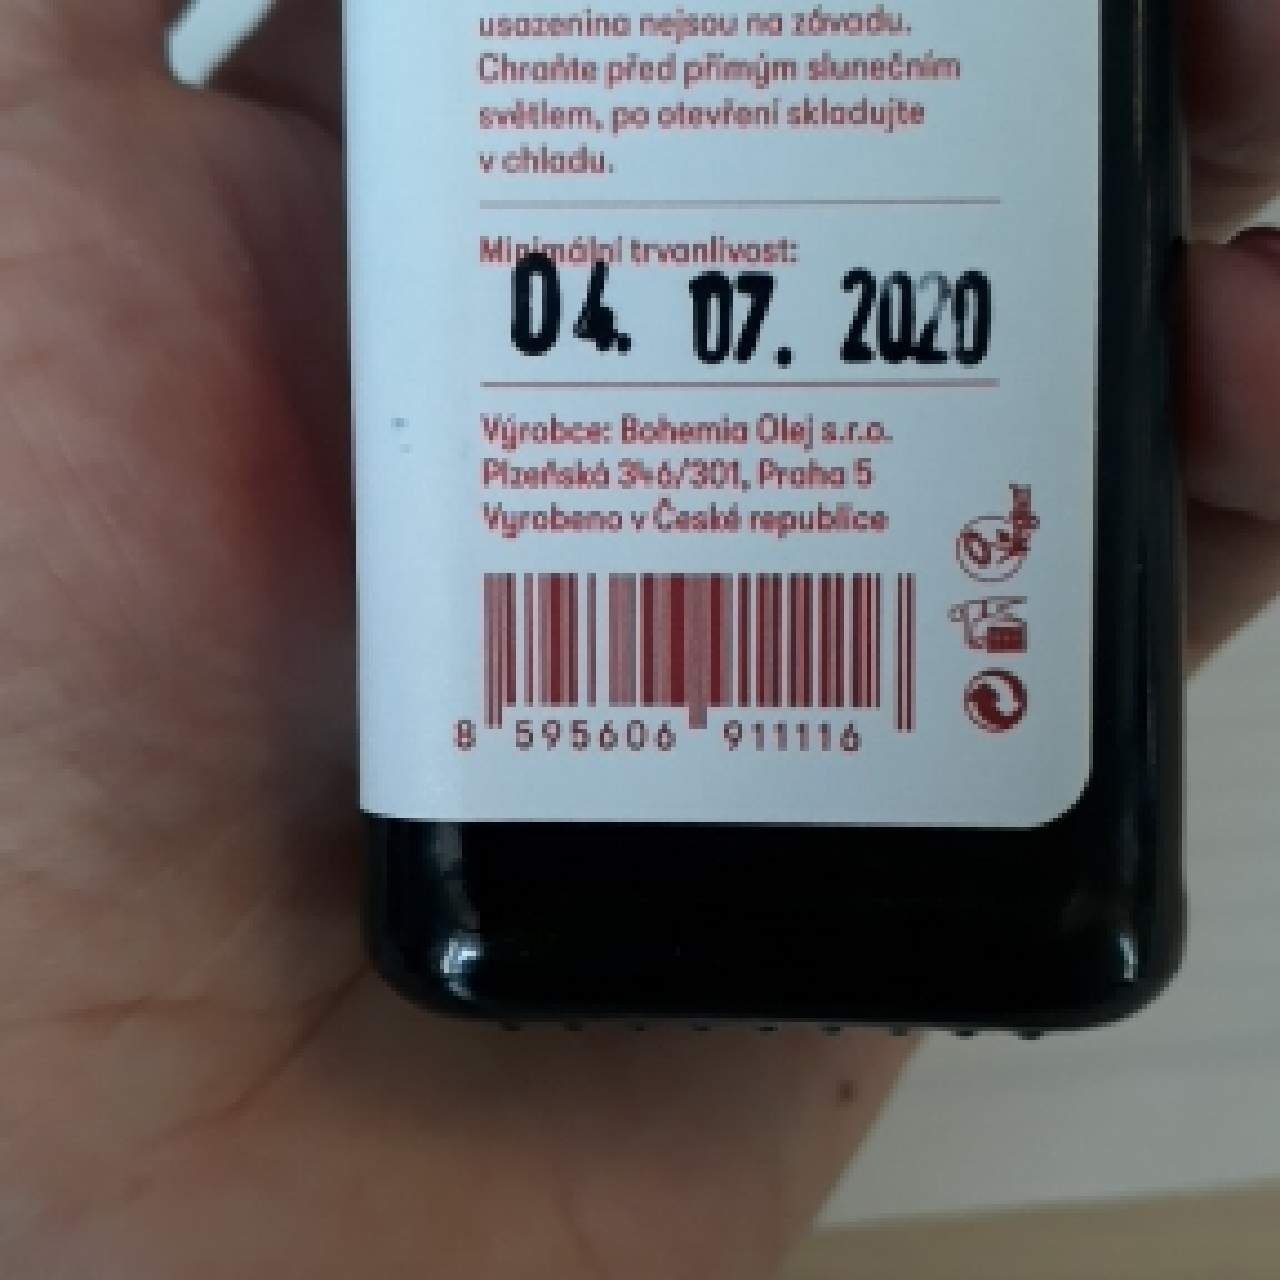 usazenina nejsou na závadu.
Chraňte před přímým slunečním
světlem, po otevření skladujte
v chladu.
Minimální trvanlivost:
04. 07. 2020
Výrobce: Bohemia Olej s.r.o.
Plzeňská 346/301, Praha 5
Vyrobeno v České republice
8 595606 911116